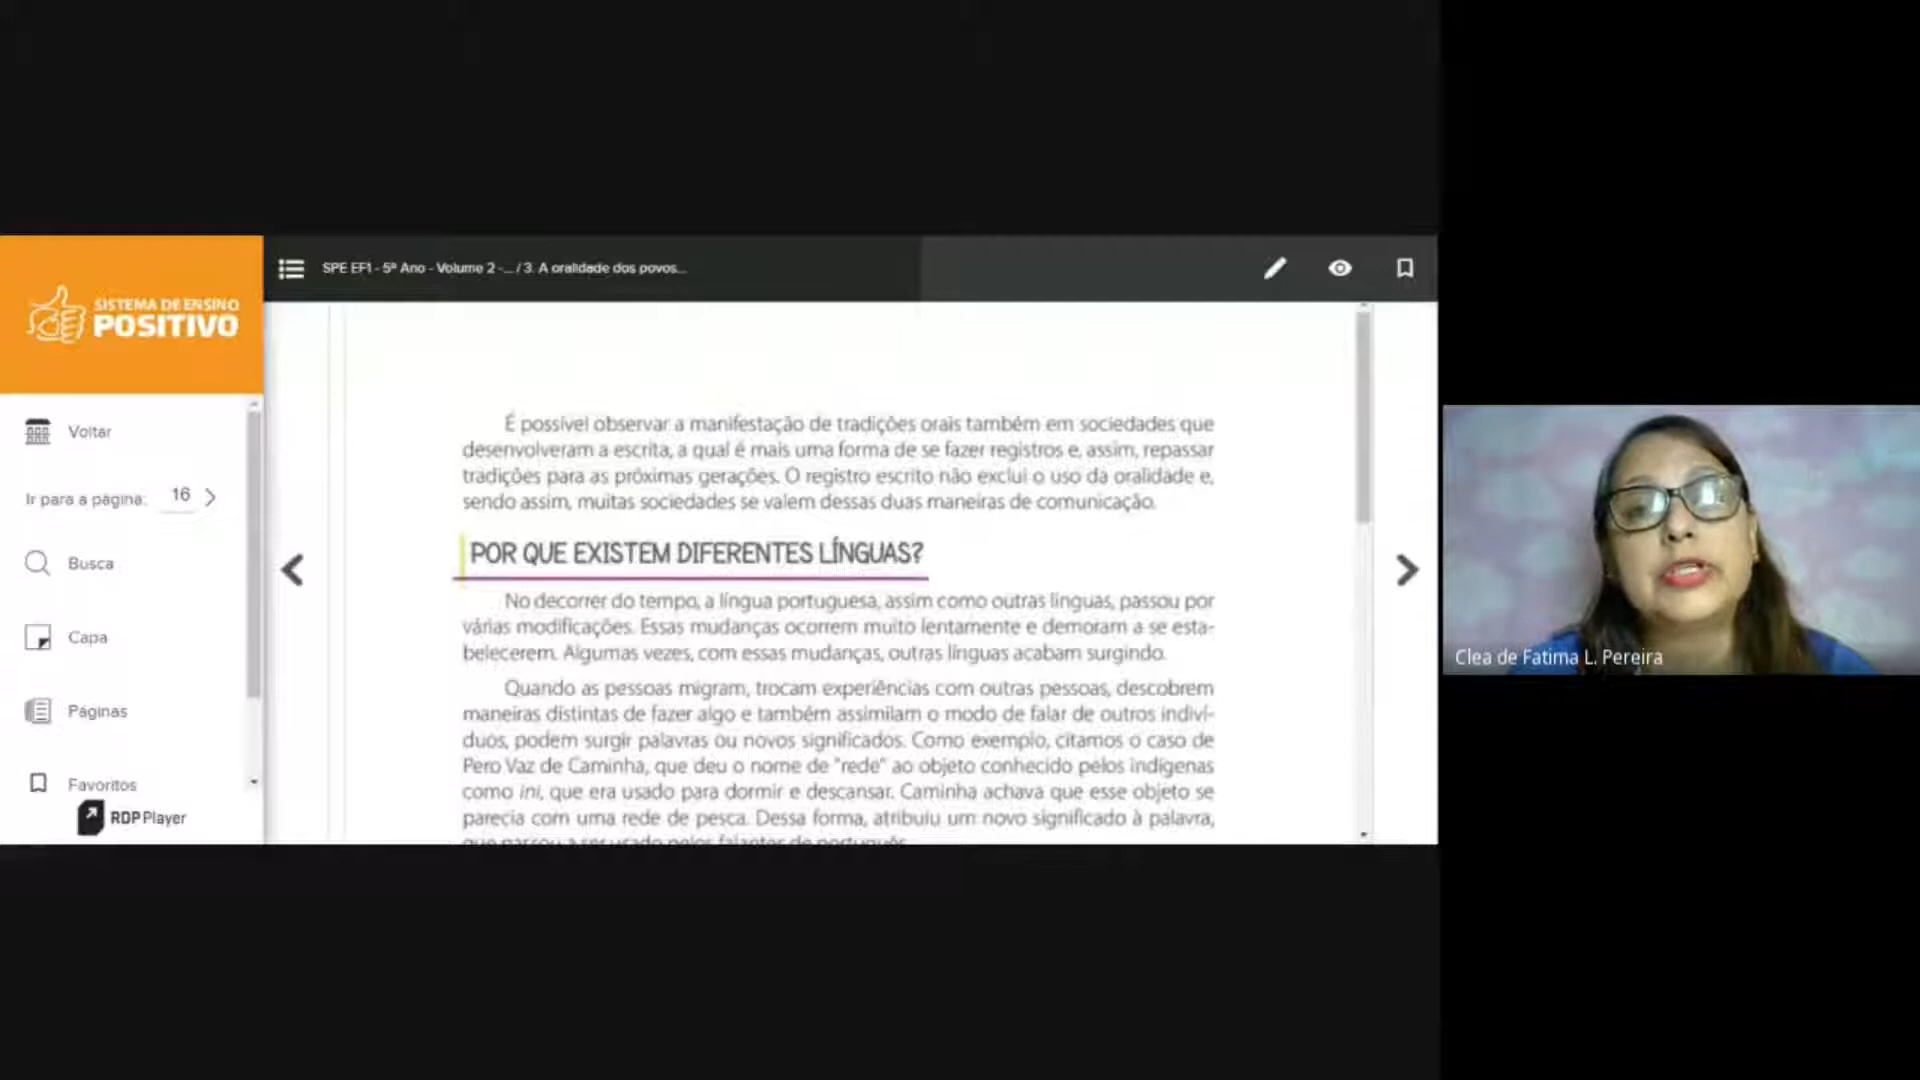 SISTEMA DE ENSINO
POSITIVO
SPE EF1 - 5º Ano - Volume 2 -... / 3. A oralidade dos povos...
Voltar
Ir para a página: 16
Busca
Capa
Páginas
Favoritos
RDP Player
É possível observar a manifestação de tradições orais também em sociedades que
desenvolveram a escrita, a qual é mais uma forma de se fazer registros e, assim, repassar
tradições para as próximas gerações. O registro escrito não exclui o uso da oralidade e,
sendo assim, muitas sociedades se valem dessas duas maneiras de comunicação.
POR QUE EXISTEM DIFERENTES LÍNGUAS?
No decorrer do tempo, a língua portuguesa, assim como outras línguas, passou por
várias modificações. Essas mudanças ocorrem muito lentamente e demoram a se esta-
belecerem. Algumas vezes, com essas mudanças, outras línguas acabam surgindo.
Quando as pessoas migram, trocam experiências com outras pessoas, descobrem
maneiras distintas de fazer algo e também assimilam o modo de falar de outros indiví-
duos, podem surgir palavras ou novos significados. Como exemplo, citamos o caso de
Pero Vaz de Caminha, que deu o nome de "rede" ao objeto conhecido pelos indígenas
como ini, que era usado para dormir e descansar. Caminha achava que esse objeto se
parecia com uma rede de pesca. Dessa forma, atribuiu um novo significado à palavra,
que passou a ser usado pelos falantes de português.
Clea de Fatima L. Pereira